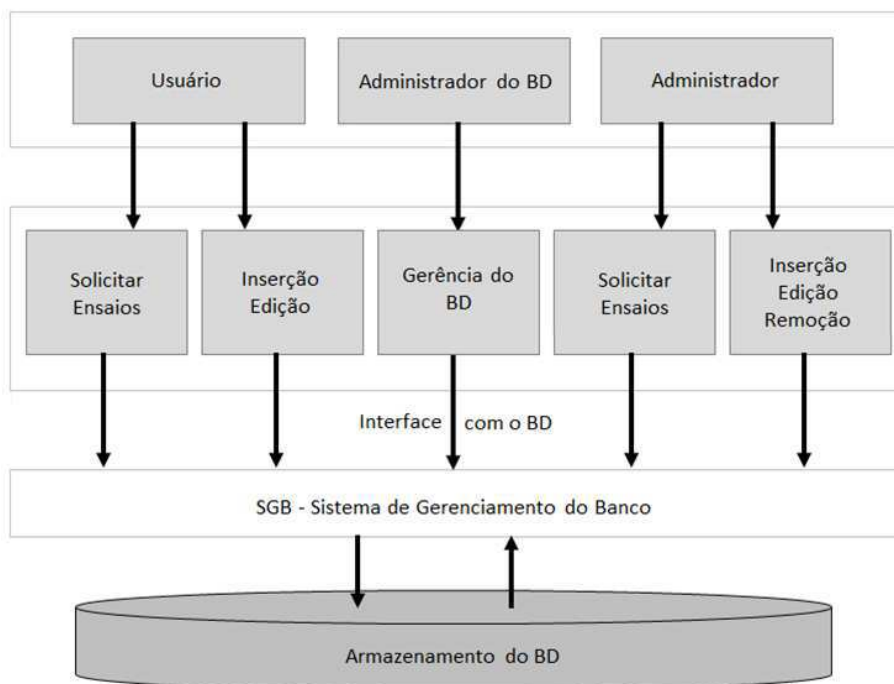 Usuário
Administrador do BD
Administrador
Solicitar
Ensaios
Inserção
Edição
Gerência do
BD
Solicitar
Ensaios
Inserção
Edição
Remoção
Interface com o BD
SGB - Sistema de Gerenciamento do Banco
Armazenamento do BD